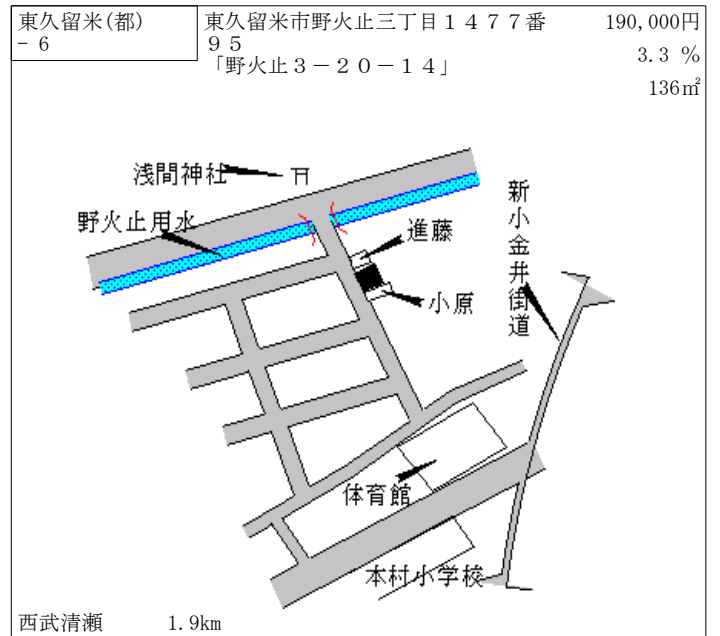 東久留米(都)
- 6
東久留米市野火止三丁目１４７７番
９５
「野火止３－２０－１４」
190,000円
3.3 %
136㎡
浅間神社
野火止用水
進藤
小原
新小金井街道
体育館
本村小学校
西武清瀬 1.9km